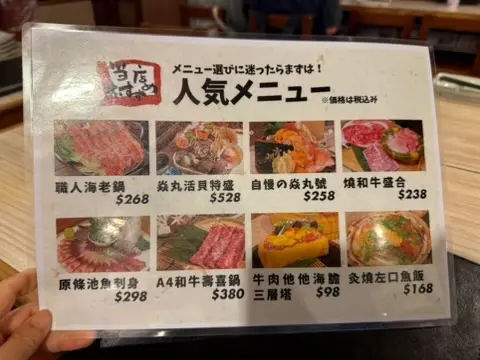 当店
おすすめ
メニュー選びに迷ったらまずは！
人気メニュー
※価格は税込み
職人海老鍋
$268
焱丸活貝特盛
$528
自慢の焱丸號
$258
燒和牛盛合
$238
原條池魚刺身
$298
A4和牛壽喜鍋
$380
牛肉他他海膽
三層塔 $98
灸燒左口魚飯
$168